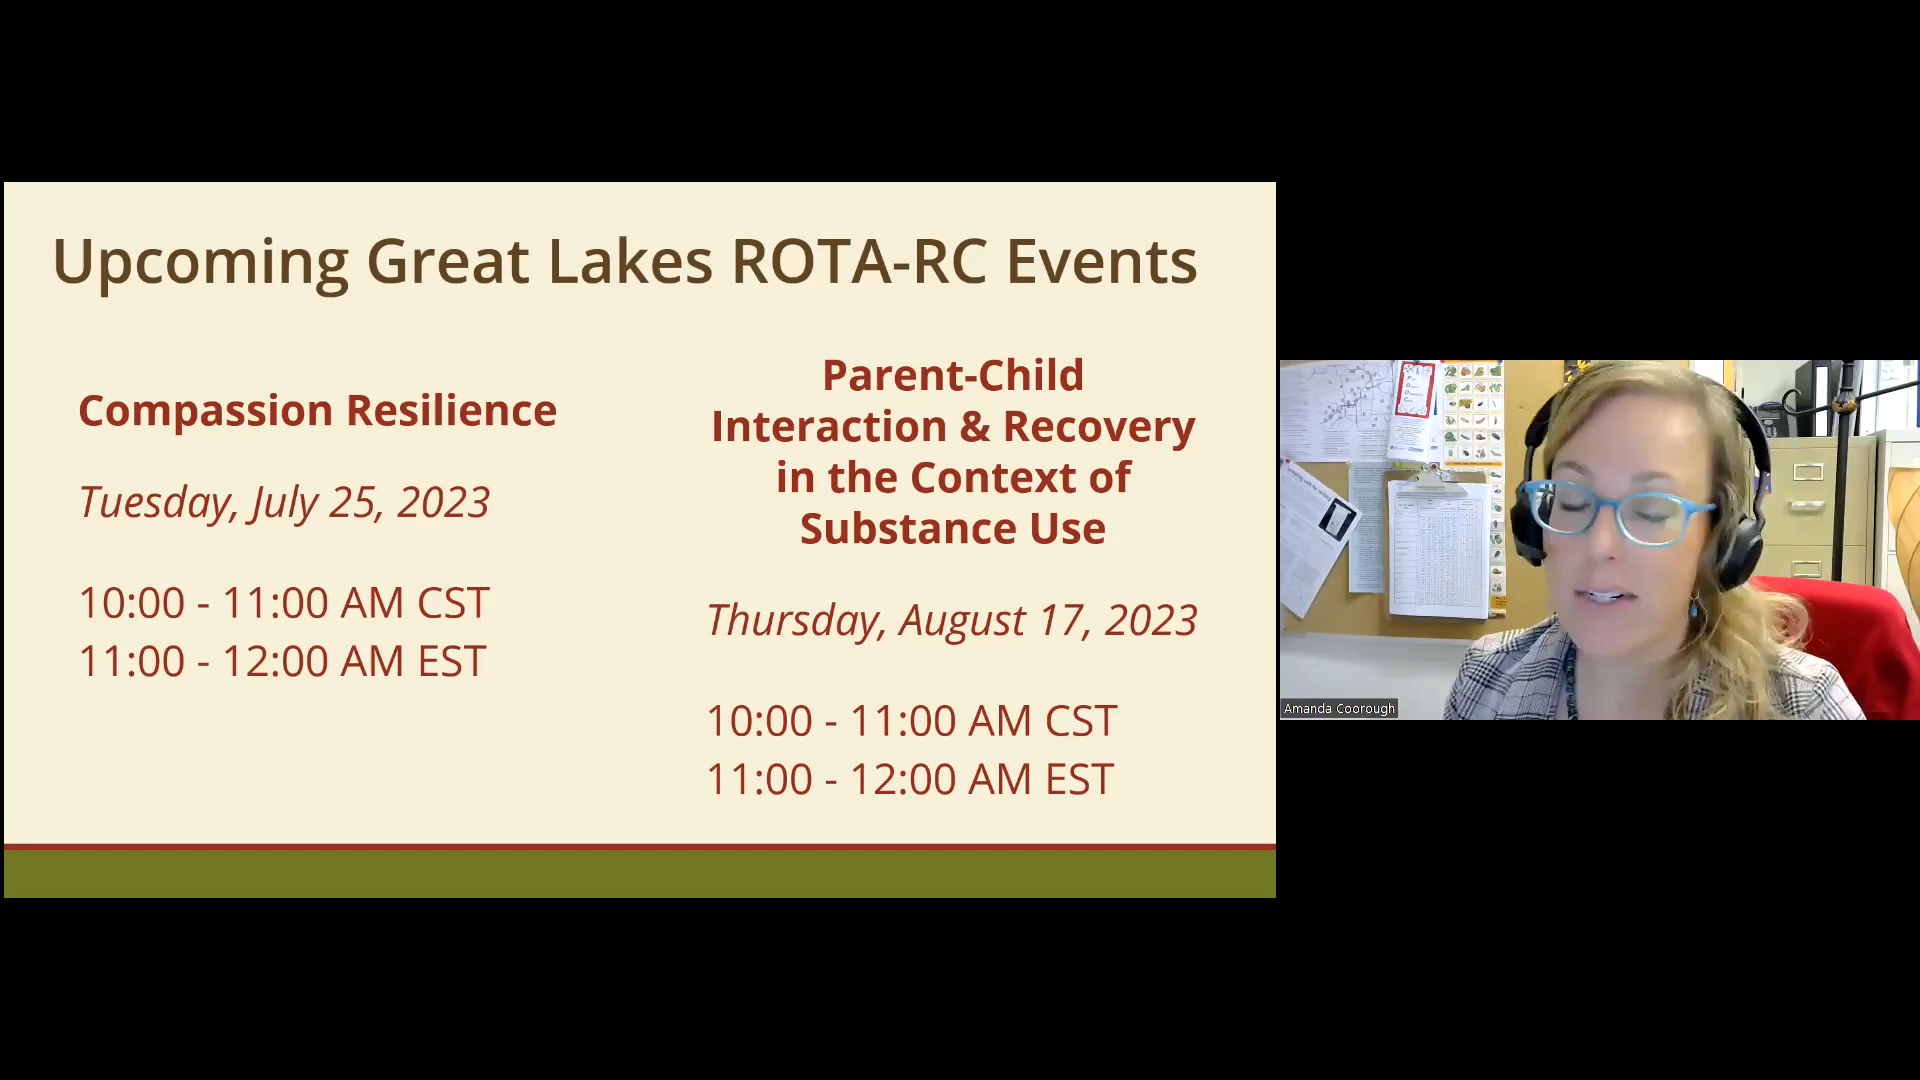 Upcoming Great Lakes ROTA-RC Events
Compassion Resilience
Tuesday, July 25, 2023
10:00 - 11:00 AM CST
11:00 - 12:00 AM EST
Parent-Child
Interaction & Recovery
in the Context of
Substance Use
Thursday, August 17, 2023
10:00 - 11:00 AM CST
11:00 - 12:00 AM EST
Amanda Coorough